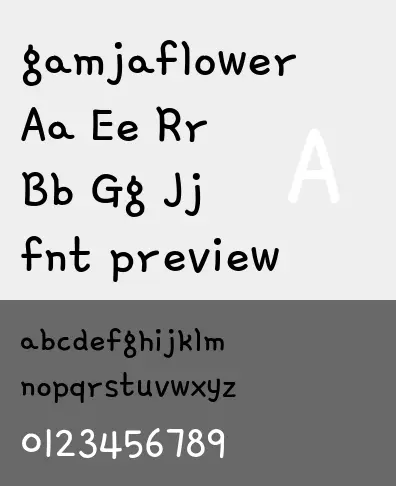 gamjaflower
Aa Ee Rr
A
Bb Gg Jj
fnt preview
abcdefghijklm
nopqrstuvwxyz
0123456789